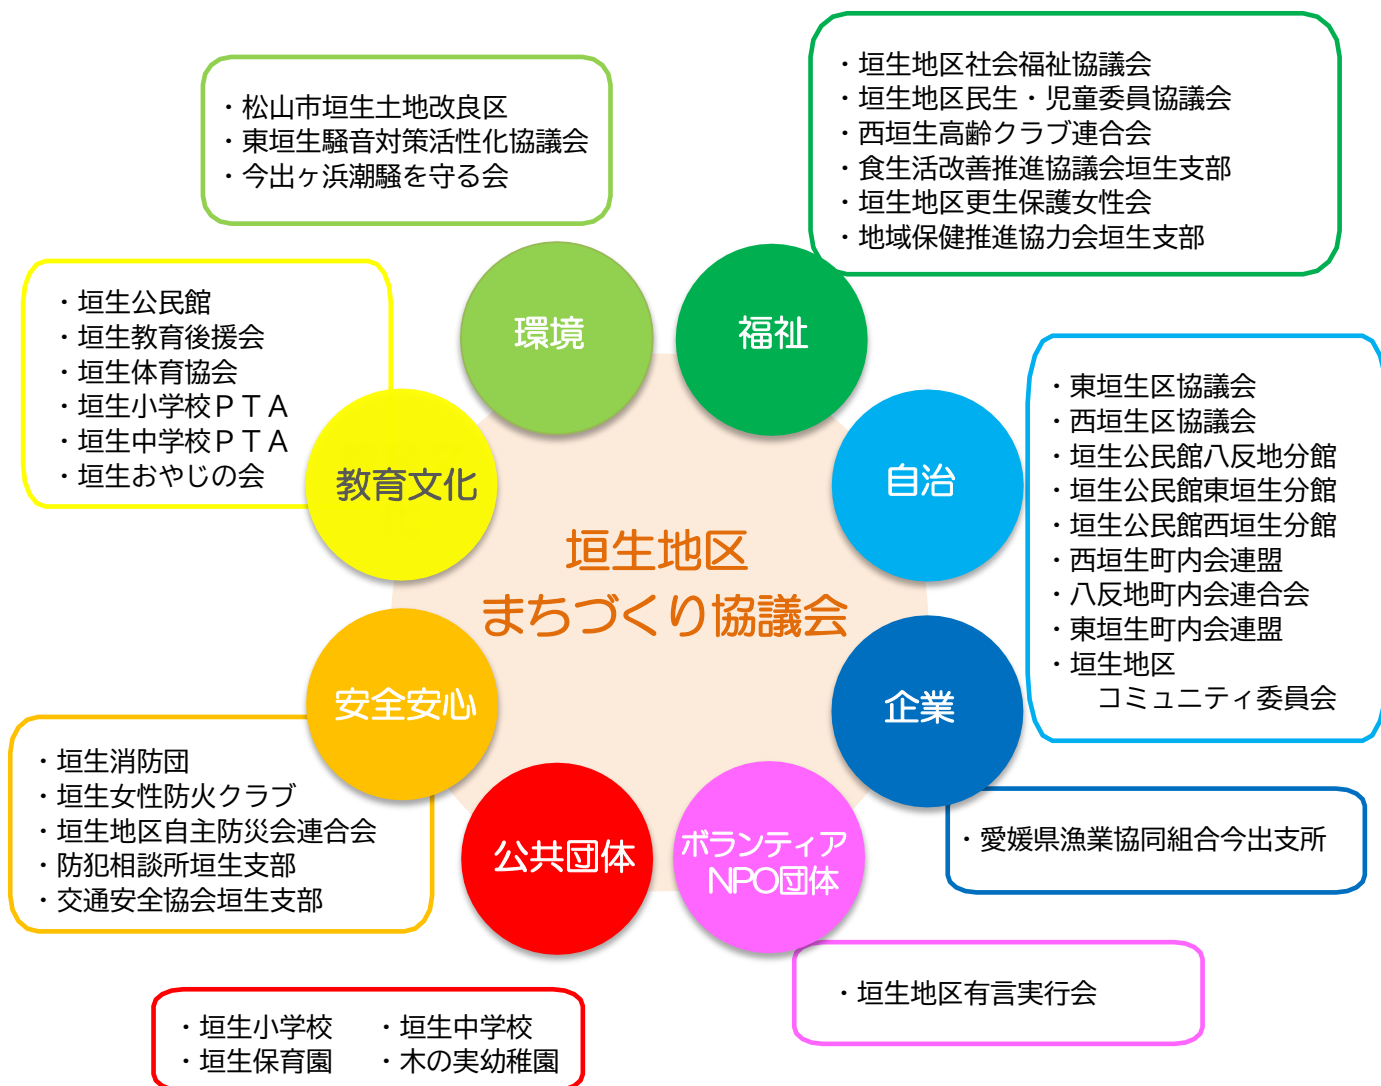 ・松山市垣生土地改良区
・東垣生騒音対策活性化協議会
・今出ヶ浜潮騒を守る会
・垣生地区社会福祉協議会
・垣生地区民生・児童委員協議会
・西垣生高齢クラブ連合会
・食生活改善推進協議会垣生支部
・垣生地区更生保護女性会
・地域保健推進協力会垣生支部
環境
福祉
・垣生公民館
・垣生教育後援会
・垣生体育協会
・垣生小学校ＰＴＡ
・垣生中学校ＰＴＡ
・垣生おやじの会
教育文化
自治
・東垣生区協議会
・西垣生区協議会
・垣生公民館八反地分館
・垣生公民館東垣生分館
・垣生公民館西垣生分館
・西垣生町内会連盟
・八反地町内会連合会
・東垣生町内会連盟
・垣生地区
コミュニティ委員会
垣生地区
まちづくり協議会
安全安心
企業
・垣生消防団
・垣生女性防火クラブ
・垣生地区自主防災会連合会
・防犯相談所垣生支部
・交通安全協会垣生支部
公共団体
ボランティア
NPO団体
・愛媛県漁業協同組合今出支所
・垣生地区有言実行会
・垣生小学校 ・垣生中学校
・垣生保育園 ・木の実幼稚園